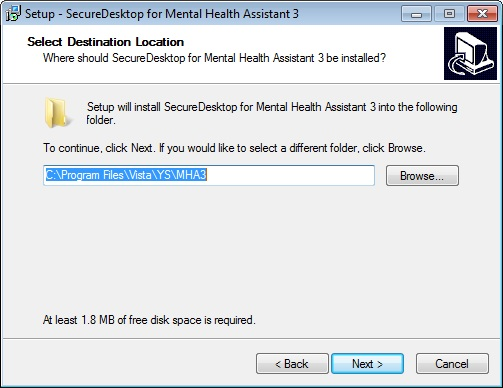 Setup - SecureDesktop for Mental Health Assistant 3
Select Destination Location
Where should SecureDesktop for Mental Health Assistant 3 be installed?
Setup will install SecureDesktop for Mental Health Assistant 3 into the following
folder.
To continue, click Next. If you would like to select a different folder, click Browse.
C:\Program Files\Vista\YS\MHA3
Browse...
At least 1.8 MB of free disk space is required.
< Back
Next >
Cancel